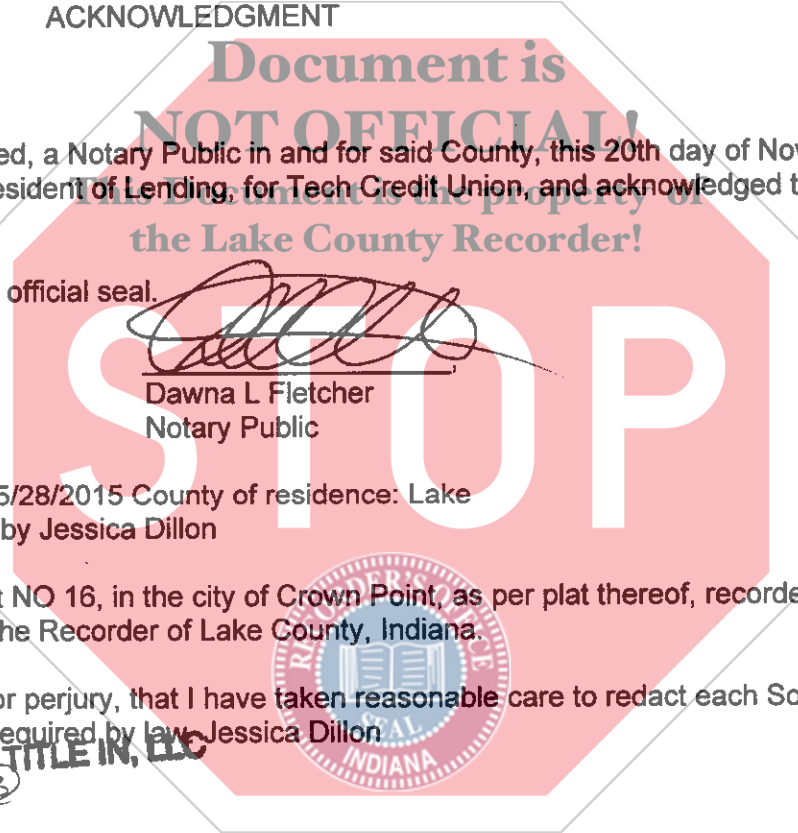 ACKNOWLEDGMENT
Document is
NOT OFFICIAL!
ed, a Notary Public in and for said County, this 20th day of Nov
esident of Lending, for Tech Credit Union, and acknowledged t
This Document is the property of
the Lake County Recorder!
official seal.
Dawna L Fletcher
Notary Public
STOP
5/28/2015 County of residence: Lake
by Jessica Dillon
t NO 16, in the city of Crown Point, as per plat thereof, recorde
he Recorder of Lake County, Indiana.
or perjury, that I have taken reasonable care to redact each So
equired by law. Jessica Dillon
TITLE IN, LLC
RECORDER'S OFFICE
SEAL
INDIANA